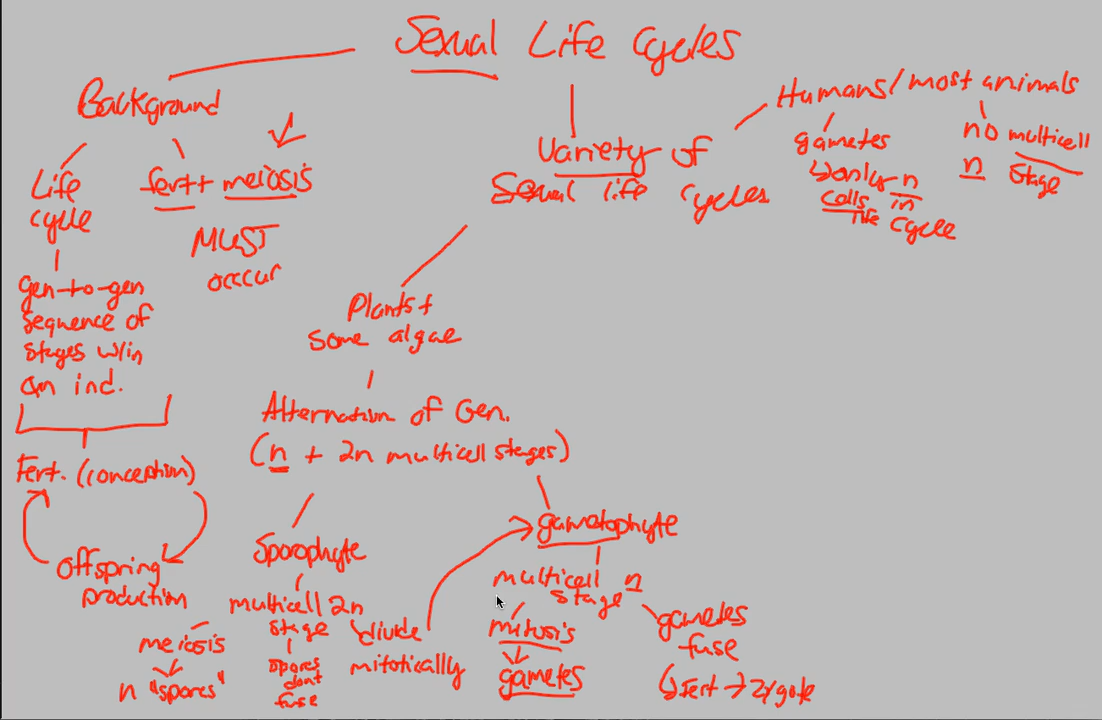 Sexual Life Cycles
Background
Life
cycle
gen-to-gen
sequence of
stages w/in
an ind.
Fert. (conception)
Offspring
production
fert + meiosis
MUST
occur
Variety of
Sexual life cycles
Humans/most animals
gametes
↳only n
cells in
life cycle
no multicell
n stage
Plants +
some algae
Alternation of Gen.
(n + 2n multicell stages)
Sporophyte
multicell 2n
stage
meiosis
n "spores"
spores
dont
fuse
divide
mitotically
gametophyte
multicell n
stage
mitosis
gametes
gametes
fuse
↳fert → zygote